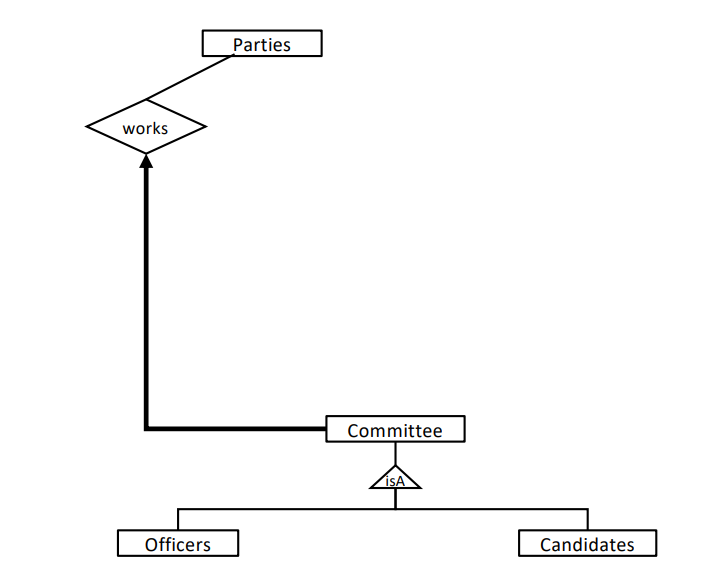 Parties
works
Committee
isA
Officers
Candidates